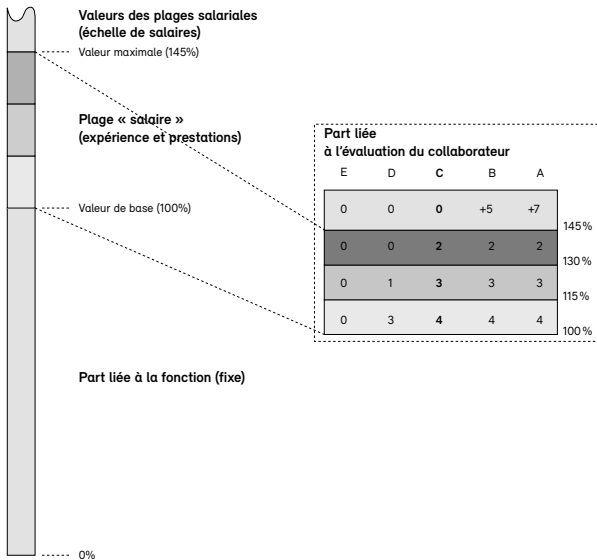 Valeurs des plages salariales
(échelle de salaires)
Valeur maximale (145%)
Plage « salaire »
(expérience et prestations)
Valeur de base (100%)
Part liée à la fonction (fixe)
0%
Part liée
à l’évaluation du collaborateur
E D C B A
0 0 0 +5 +7
145%
0 0 2 2 2
130%
0 1 3 3 3
115%
0 3 4 4 4
100%